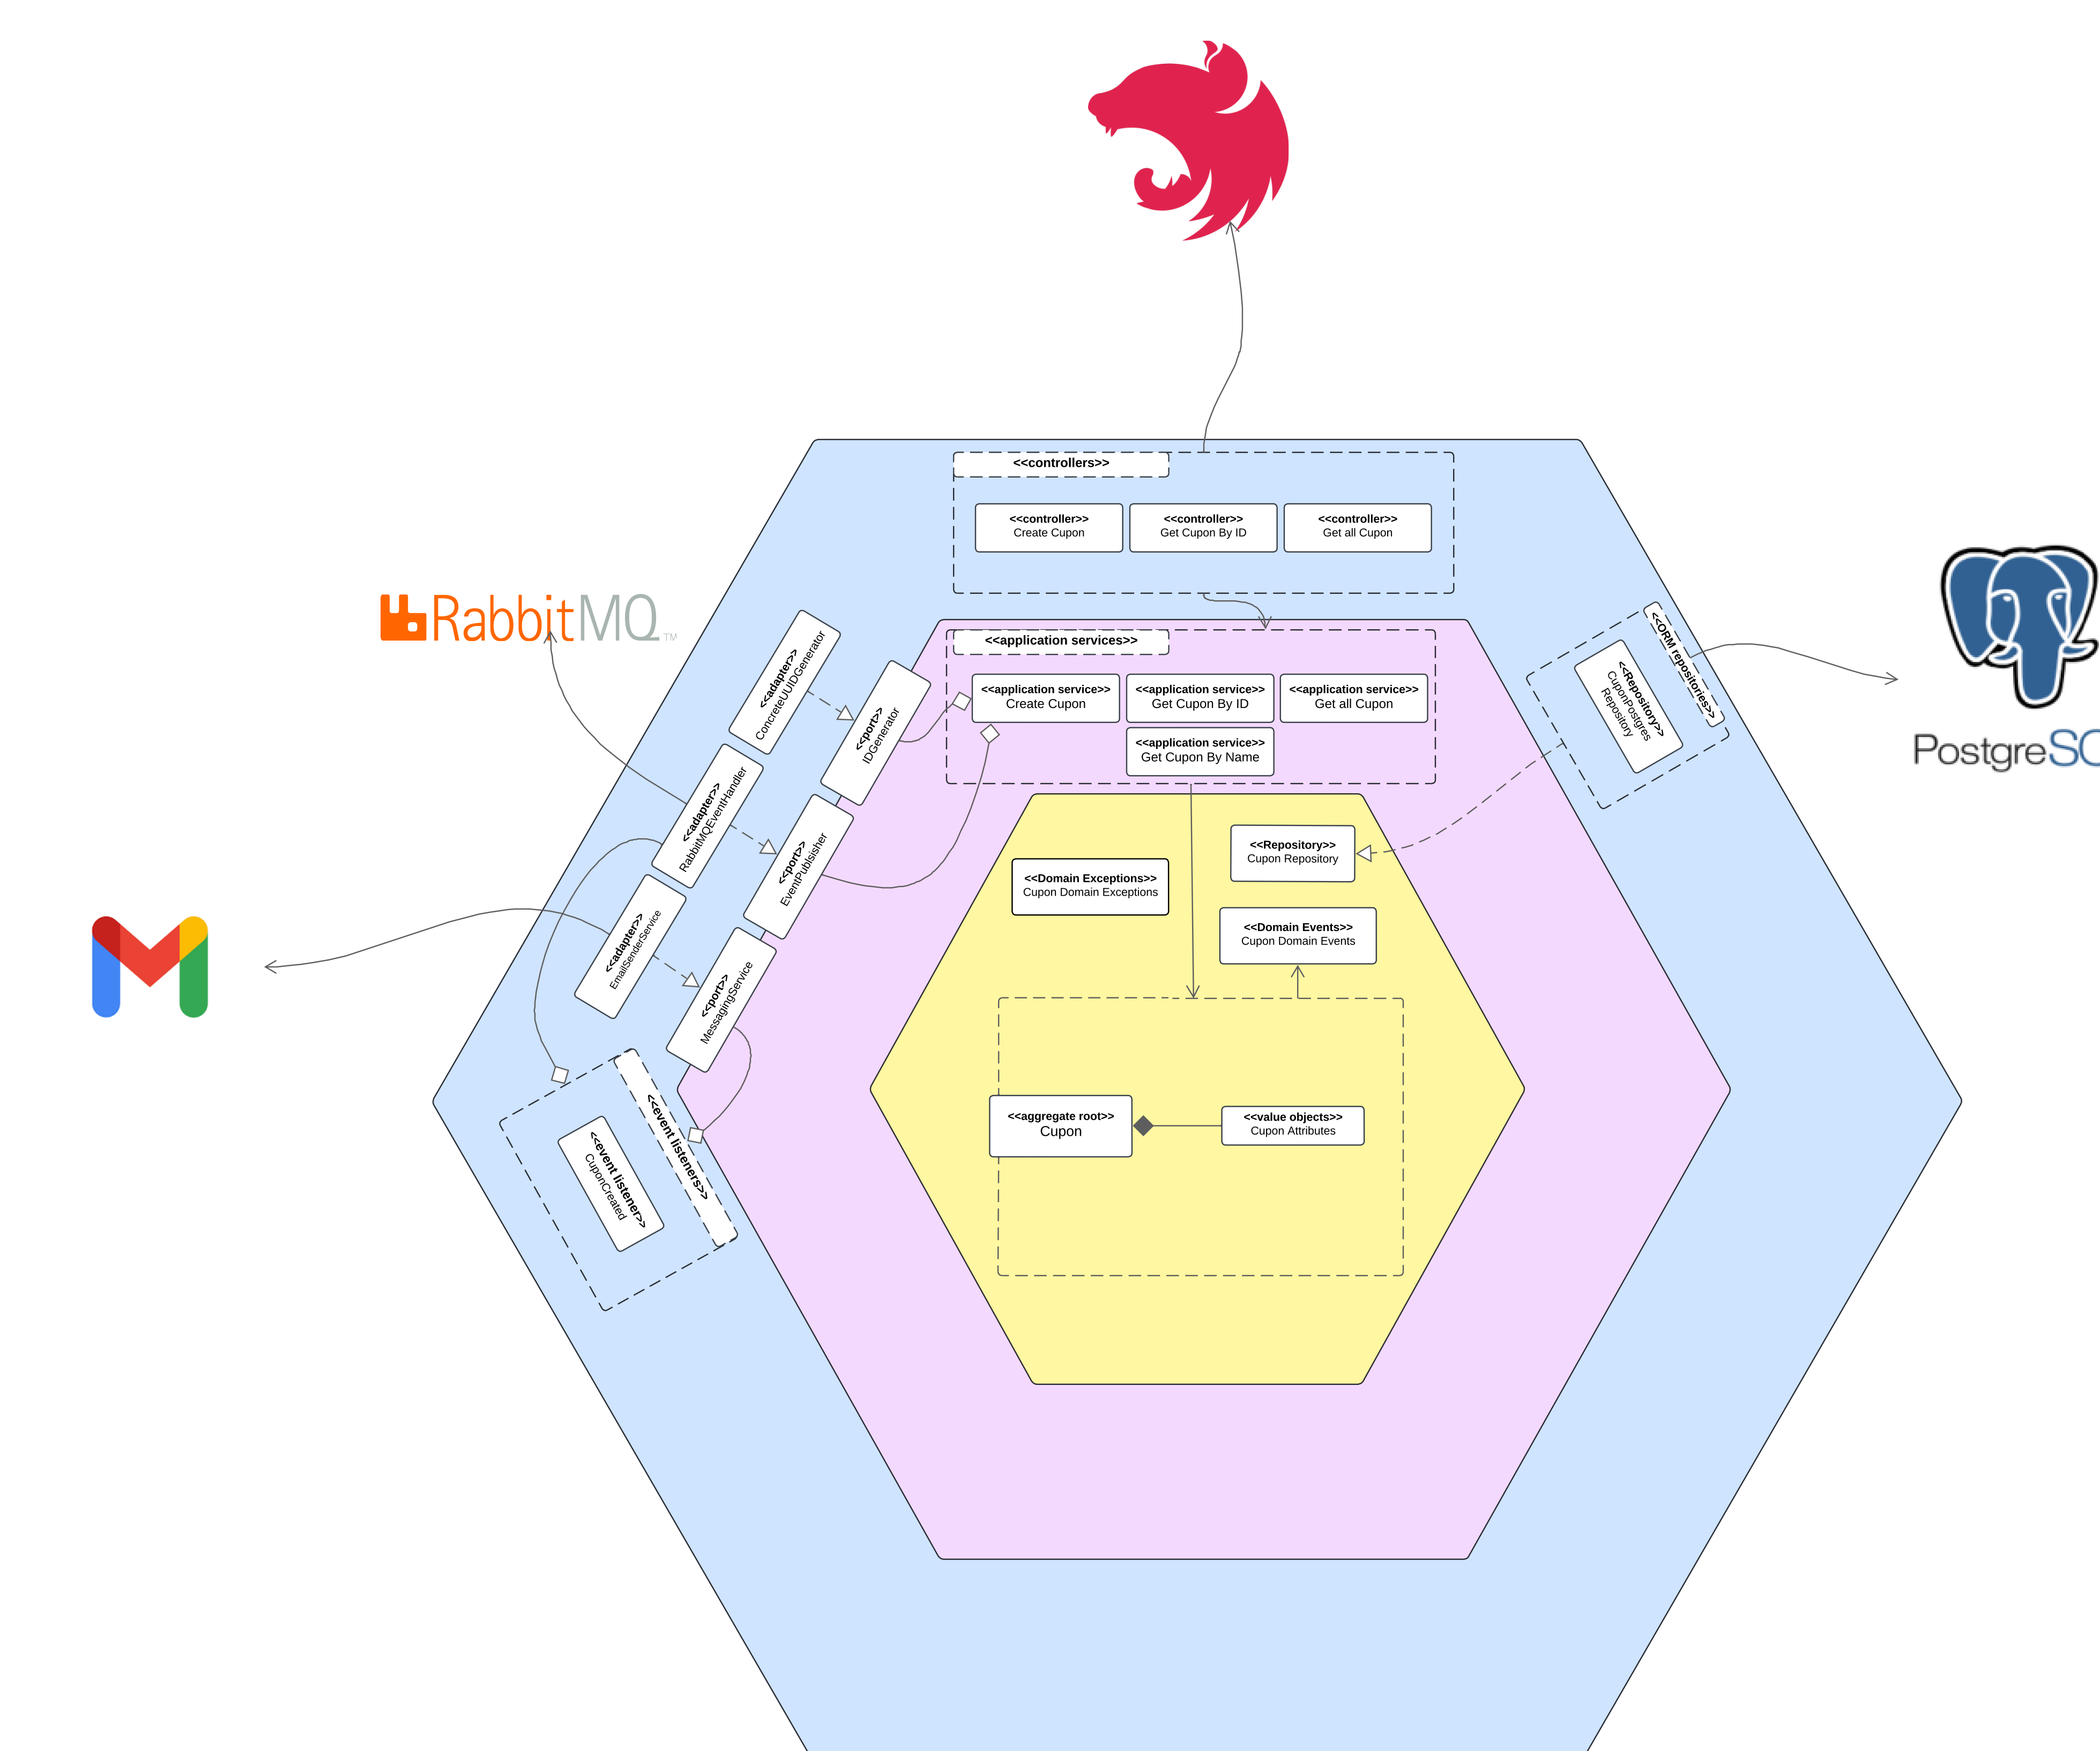 <<controllers>>
<<controller>>
Create Cupon
<<controller>>
Get Cupon By ID
<<controller>>
Get all Cupon
RabbitMQ
TM
<<adapter>>
ConcreteUUIDGenerator
<<port>>
IDGenerator
<<application services>>
<<application service>>
Create Cupon
<<application service>>
Get Cupon By ID
<<application service>>
Get all Cupon
<<application service>>
Get Cupon By Name
<<ORM repositories>>
<<Repository>>
CuponPostgres
Repository
PostgreSQ
<<adapter>>
RabbitMQEventHandler
<<port>>
EventPublsisher
<<Domain Exceptions>>
Cupon Domain Exceptions
<<Repository>>
Cupon Repository
<<Domain Events>>
Cupon Domain Events
<<adapter>>
EmailSenderService
<<port>>
MessagingService
<<event listeners>>
<<event listener>>
CuponCreated
<<aggregate root>>
Cupon
<<value objects>>
Cupon Attributes